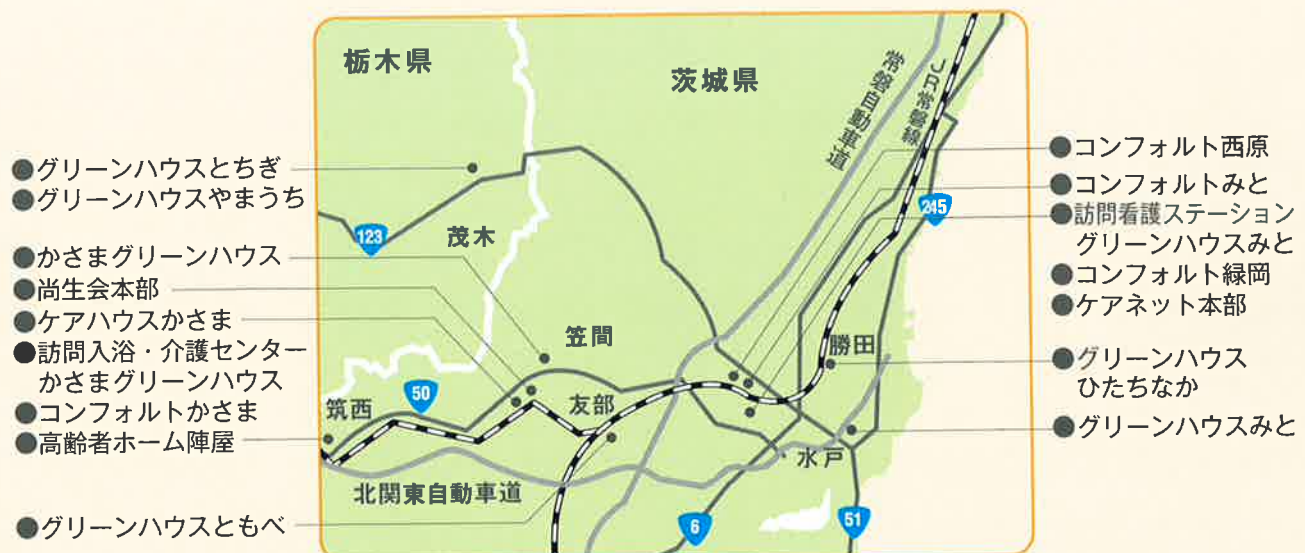 栃木県
茨城県
常磐自動車道
JR常磐線
●グリーンハウスとちぎ
●グリーンハウスやまうち
●かさまグリーンハウス
●尚生会本部
●ケアハウスかさま
●訪問入浴・介護センター
かさまグリーンハウス
●コンフォルトかさま
●高齢者ホーム陣屋
●グリーンハウスともべ
123
茂木
笠間
50
筑西
友部
勝田
水戸
北関東自動車道
6
51
245
●コンフォルト西原
●コンフォルトみと
●訪問看護ステーション
グリーンハウスみと
●コンフォルト緑岡
●ケアネット本部
●グリーンハウス
ひたちなか
●グリーンハウスみと